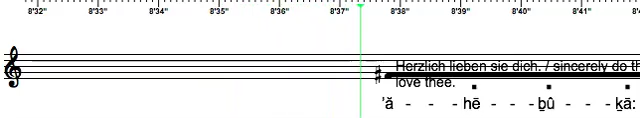 8'32" 8'33" 8'34" 8'35" 8'36" 8'37" 8'38" 8'39" 8'40" 8'41"
Herzlich lieben sie dich. / sincerely do
love thee.
'ă - - - hē - - - ḇû - - - ḵā: